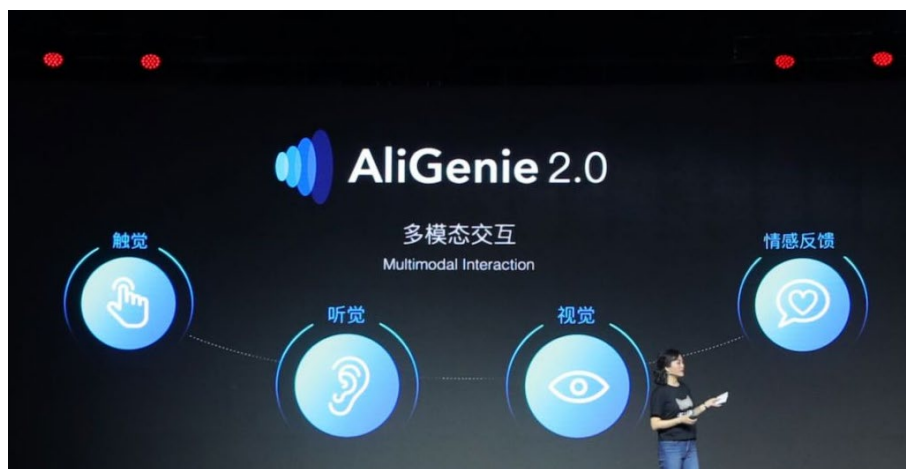 AliGenie 2.0
多模态交互
Multimodal Interaction
触觉
听觉
视觉
情感反馈